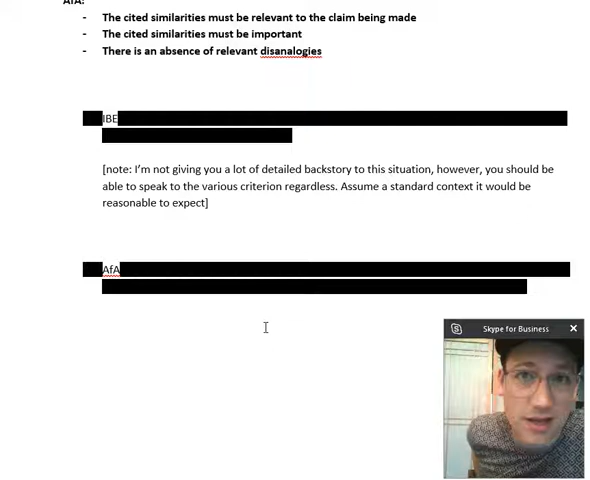 AfA:
- The cited similarities must be relevant to the claim being made
- The cited similarities must be important
- There is an absence of relevant disanalogies
IBE
[note: I'm not giving you a lot of detailed backstory to this situation, however, you should be
able to speak to the various criterion regardless. Assume a standard context it would be
reasonable to expect]
AfA
Skype for Business